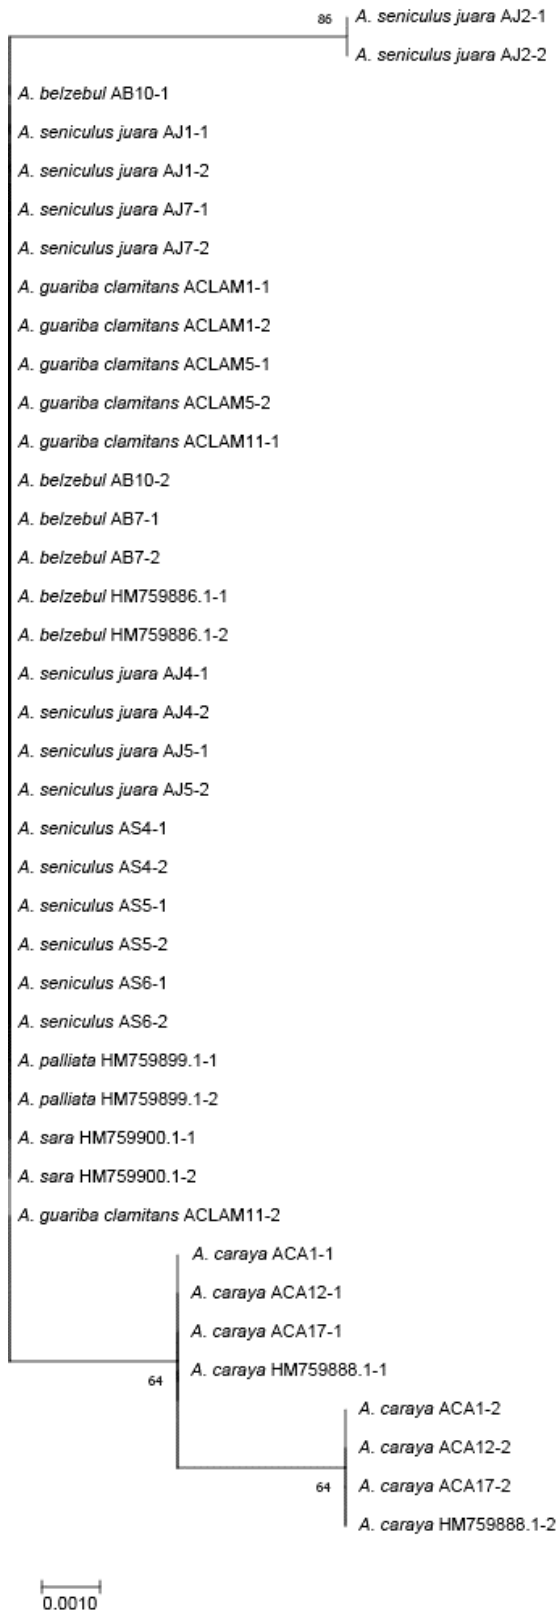 86
A. seniculus juara AJ2-1
A. seniculus juara AJ2-2
A. belzebul AB10-1
A. seniculus juara AJ1-1
A. seniculus juara AJ1-2
A. seniculus juara AJ7-1
A. seniculus juara AJ7-2
A. guariba clamitans ACLAM1-1
A. guariba clamitans ACLAM1-2
A. guariba clamitans ACLAM5-1
A. guariba clamitans ACLAM5-2
A. guariba clamitans ACLAM11-1
A. belzebul AB10-2
A. belzebul AB7-1
A. belzebul AB7-2
A. belzebul HM759886.1-1
A. belzebul HM759886.1-2
A. seniculus juara AJ4-1
A. seniculus juara AJ4-2
A. seniculus juara AJ5-1
A. seniculus juara AJ5-2
A. seniculus AS4-1
A. seniculus AS4-2
A. seniculus AS5-1
A. seniculus AS5-2
A. seniculus AS6-1
A. seniculus AS6-2
A. palliata HM759899.1-1
A. palliata HM759899.1-2
A. sara HM759900.1-1
A. sara HM759900.1-2
A. guariba clamitans ACLAM11-2
A. caraya ACA1-1
A. caraya ACA12-1
A. caraya ACA17-1
A. caraya HM759888.1-1
64
A. caraya ACA1-2
A. caraya ACA12-2
A. caraya ACA17-2
64
A. caraya HM759888.1-2
0.0010